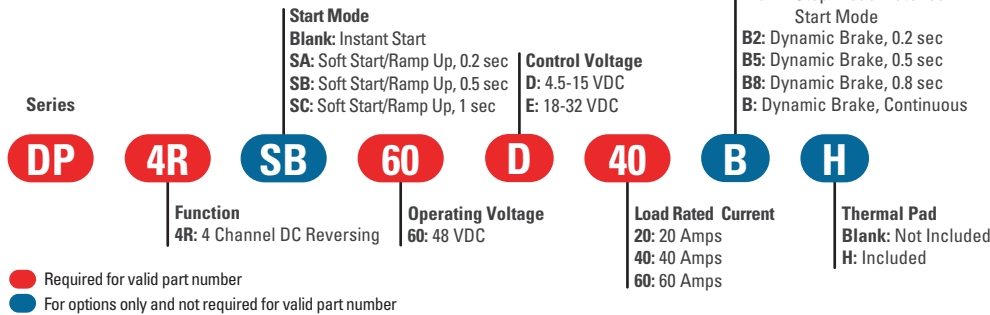 Start Mode
Blank: Instant Start
SA: Soft Start/Ramp Up, 0.2 sec
SB: Soft Start/Ramp Up, 0.5 sec
SC: Soft Start/Ramp Up, 1 sec
Control Voltage
D: 4.5-15 VDC
E: 18-32 VDC
Start Mode
B2: Dynamic Brake, 0.2 sec
B5: Dynamic Brake, 0.5 sec
B8: Dynamic Brake, 0.8 sec
B: Dynamic Brake, Continuous
Series
DP 4R SB 60 D 40 B H
Function
4R: 4 Channel DC Reversing
Operating Voltage
60: 48 VDC
Load Rated Current
20: 20 Amps
40: 40 Amps
60: 60 Amps
Thermal Pad
Blank: Not Included
H: Included
Required for valid part number
For options only and not required for valid part number